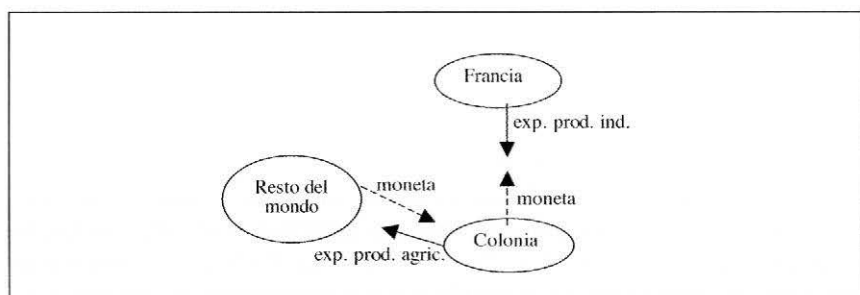 Francia
exp. prod. ind.
Resto del
mondo
moneta
moneta
Colonia
exp. prod. agric.